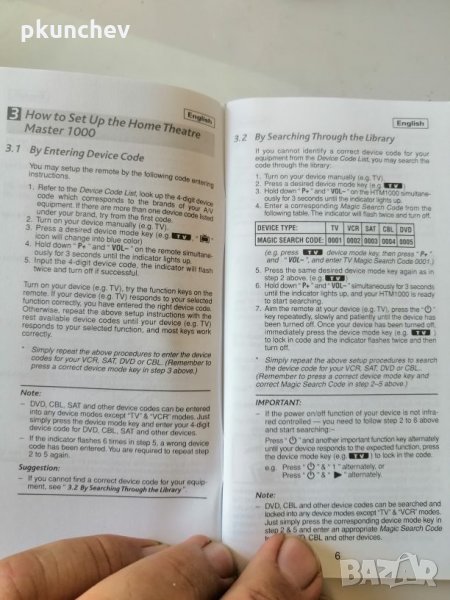 pkunchev
3 How to Set Up the Home Theatre
Master 1000
English
3.1 By Entering Device Code
You may setup the remote by the following code entering
instructions.
1. Refer to the Device Code List, look up the 4-digit device
code which corresponds to the brands of your A/V
equipment. If there are more than one device code listed
under your brand, try from the first code.
2. Turn on your device manually (e.g. TV).
3. Press a desired device mode key (e.g. TV, "
icon will change into blue color)
4. Hold down " P+ " and " VOL– " on the remote simultane-
ously for 3 seconds until the indicator lights up.
5. Input the 4-digit device code, the indicator will flash
twice and turn off if successful.
Turn on your device (e.g. TV), try the function keys on the
remote. If your device (e.g. TV) responds to your selected
function correctly, you have entered the right device code.
Otherwise, repeat the above setup instructions with the
rest available device codes until your device (e.g. TV)
responds to your selected function, and most keys work
correctly.
* Simply repeat the above procedures to enter the device
codes for your VCR, SAT, DVD or CBL. (Remember to
press a correct device mode key in step 3 above.)
Note:
– DVD, CBL, SAT and other device codes can be entered
into any device modes except "TV" & "VCR" modes. Just
simply press the device mode key and enter your 4-digit
device code for DVD, CBL, SAT and other devices.
– If the indicator flashes 6 times in step 5, a wrong device
code has been entered. You are required to repeat step
2 to 5 again.
Suggestion:
– If you cannot find a correct device code for your equip-
ment, see " 3.2 By Searching Through the Library ".
English
3.2 By Searching Through the Library
If you cannot identify a correct device code for your
equipment from the Device Code List, you may search the
code through the library:
1. Turn on your device manually (e.g. TV).
2. Press a desired device mode key (e.g. TV).
3. Hold down " P+ " and " VOL– " on the HTM1000 simultane-
ously for 3 seconds until the indicator lights up.
4. Enter a corresponding Magic Search Code from the
following table. The indicator will flash twice and turn off.
DEVICE TYPE: TV VCR SAT CBL DVD
MAGIC SEARCH CODE: 0001 0002 0003 0004 0005
(e.g. press TV device mode key, then press " P+ "
and " VOL– ", and enter TV Magic Search Code 0001.)
5. Press the same desired device mode key again as in
step 2 above. (e.g. TV)
6. Hold down " P+ " and " VOL– " simultaneously for 3 seconds
until the indicator lights up, and your HTM1000 is ready
to start searching.
7. Aim the remote at your device (e.g. TV), press the "⏻"
key repeatedly, slowly and patiently until the device has
been turned off. Once your device has been turned off,
immediately press the device mode key (e.g. TV)
to lock in code and the indicator flashes twice and then
turn off.
* Simply repeat the above setup procedures to search
the device code for your VCR, SAT, DVD or CBL.
(Remember to press a correct device mode key and
correct Magic Search Code in step 2~5 above.)
IMPORTANT:
– If the power on/off function of your device is not infra-
red controlled — you need to follow step 2 to 6 above
and start searching:-
Press " ⏻ " and another important function key alternately
until your device responds to the expected function, press
the device mode key (e.g. TV) to lock in the code.
e.g. Press " ⏻ " & " 1 " alternately, or
Press " ⏻ " & " ▶ " alternately.
Note:
– DVD, CBL and other device codes can be searched and
locked into any device modes except "TV" & "VCR" modes.
Just simply press the corresponding device mode key in
step 2 & 5 and enter an appropriate Magic Search Code
CBL and other devices.
6
BAZAR